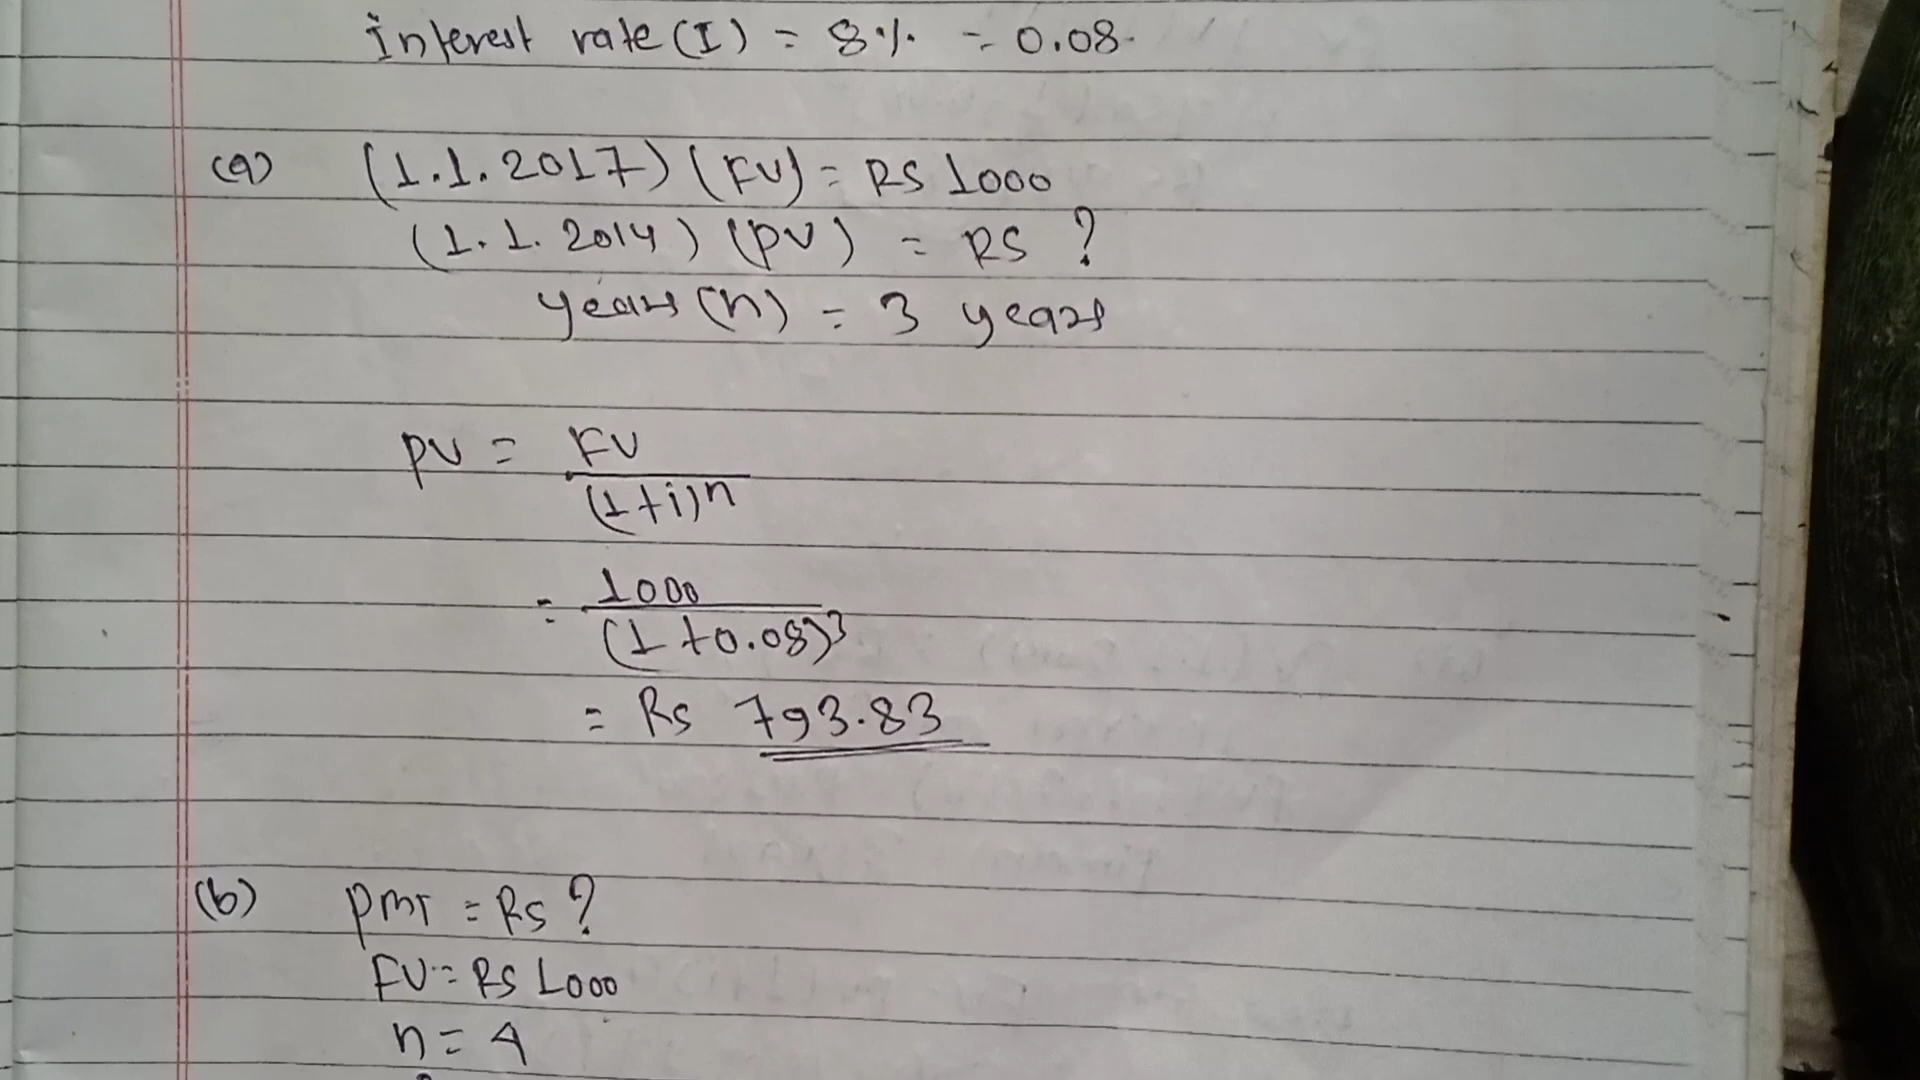 interest rate (I) = 8% = 0.08.
(a) (1.1.2017) (FV) = RS 1000
(1.1.2014) (PV) = RS ?
years (n) = 3 years
PV = FV
(1+i)n
= 1000
(1+0.08)3
= Rs 793.83
(b) PMT = Rs ?
FV = RS 1000
n = 4